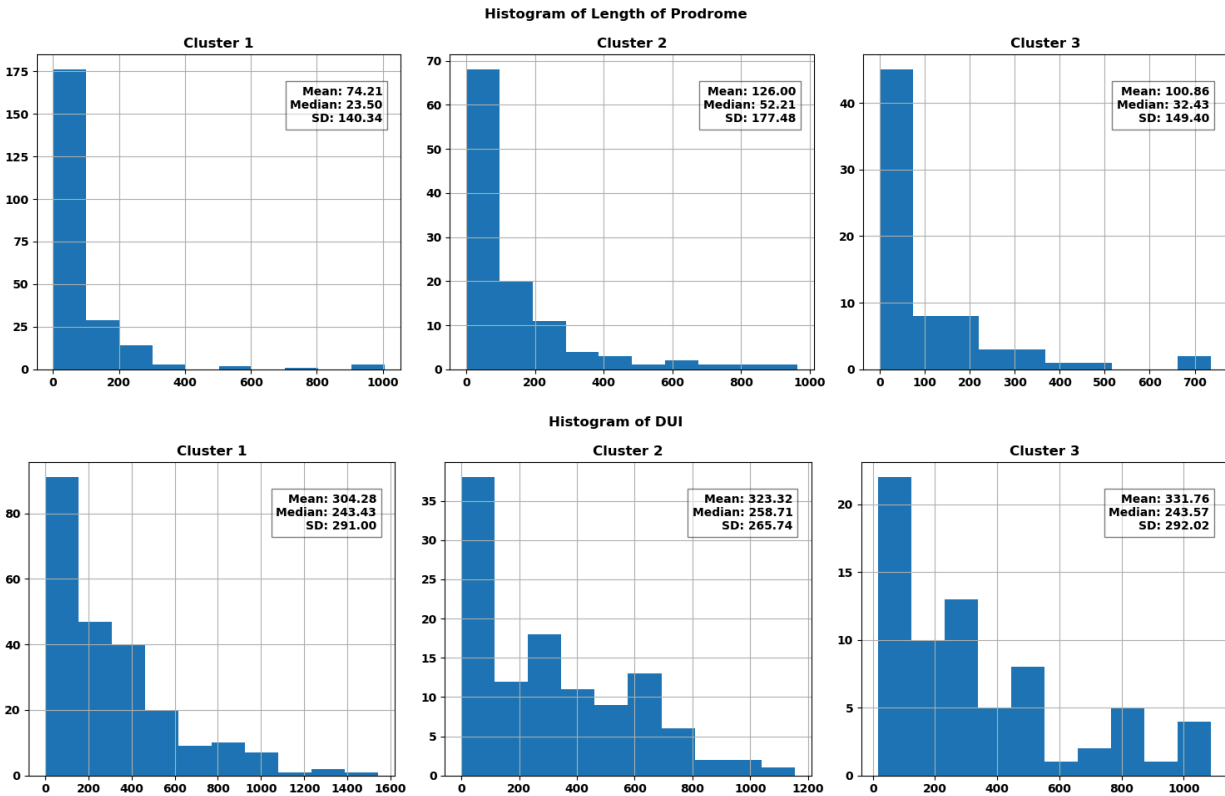 Histogram of Length of Prodrome
Cluster 1
175
150
125
100
75
50
25
0
Mean: 74.21
Median: 23.50
SD: 140.34
0 200 400 600 800 1000
Cluster 2
70
60
50
40
30
20
10
0
Mean: 126.00
Median: 52.21
SD: 177.48
0 200 400 600 800 1000
Cluster 3
40
30
20
10
0
Mean: 100.86
Median: 32.43
SD: 149.40
0 100 200 300 400 500 600 700
Histogram of DUI
Cluster 1
80
60
40
20
0
Mean: 304.28
Median: 243.43
SD: 291.00
0 200 400 600 800 1000 1200 1400 1600
Cluster 2
35
30
25
20
15
10
5
0
Mean: 323.32
Median: 258.71
SD: 265.74
0 200 400 600 800 1000 1200
Cluster 3
20
15
10
5
0
Mean: 331.76
Median: 243.57
SD: 292.02
0 200 400 600 800 1000